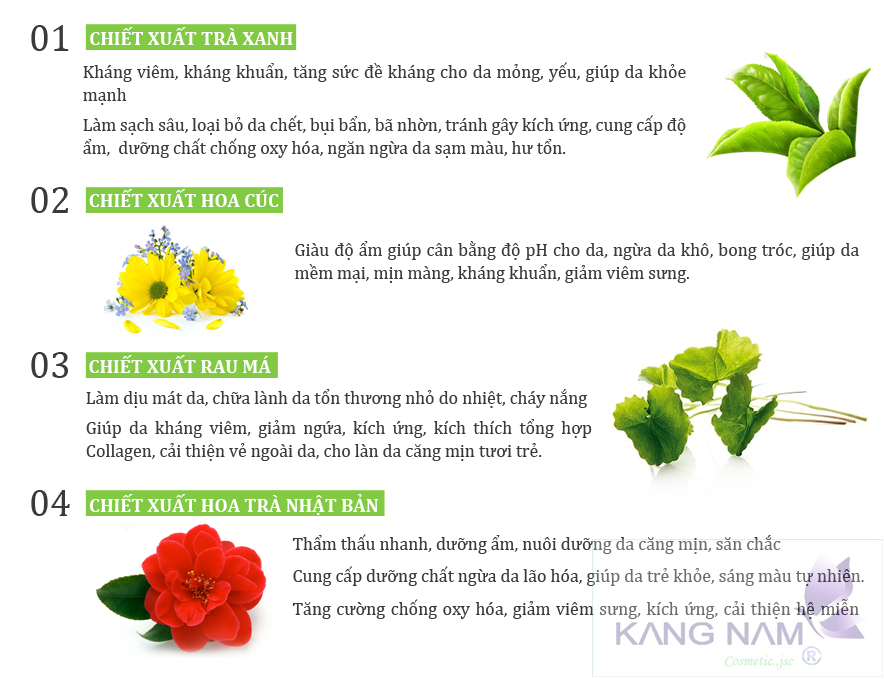 01 CHIẾT XUẤT TRÀ XANH
Kháng viêm, kháng khuẩn, tăng sức đề kháng cho da mỏng, yếu, giúp da khỏe
mạnh
Làm sạch sâu, loại bỏ da chết, bụi bẩn, bã nhờn, tránh gây kích ứng, cung cấp độ
ẩm, dưỡng chất chống oxy hóa, ngăn ngừa da sạm màu, hư tổn.
02 CHIẾT XUẤT HOA CÚC
Giàu độ ẩm giúp cân bằng độ pH cho da, ngừa da khô, bong tróc, giúp da
mềm mại, mịn màng, kháng khuẩn, giảm viêm sưng.
03 CHIẾT XUẤT RAU MÁ
Làm dịu mát da, chữa lành da tổn thương nhỏ do nhiệt, cháy nắng
Giúp da kháng viêm, giảm ngứa, kích ứng, kích thích tổng hợp
Collagen, cải thiện vẻ ngoài da, cho làn da căng mịn tươi trẻ.
04 CHIẾT XUẤT HOA TRÀ NHẬT BẢN
Thẩm thấu nhanh, dưỡng ẩm, nuôi dưỡng da căng mịn, săn chắc
Cung cấp dưỡng chất ngừa da lão hóa, giúp da trẻ khỏe, sáng màu tự nhiên.
Tăng cường chống oxy hóa, giảm viêm sưng, kích ứng, cải thiện hệ miễn
KANG NAM
Cosmetic.,jsc ®